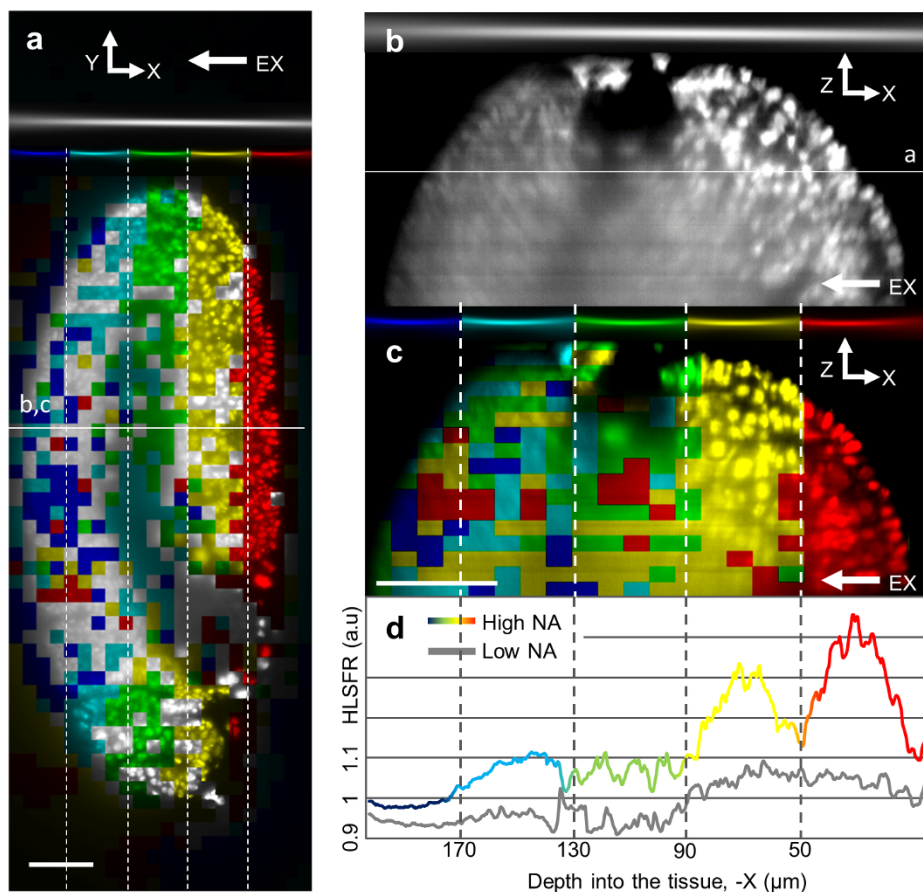 a
Y
X
EX
b,c
b
Z
X
a
EX
c
Z
X
EX
d
High NA
Low NA
HLSFR (a.u)
1.1
1
0.9
170
130
90
50
Depth into the tissue, -X (µm)